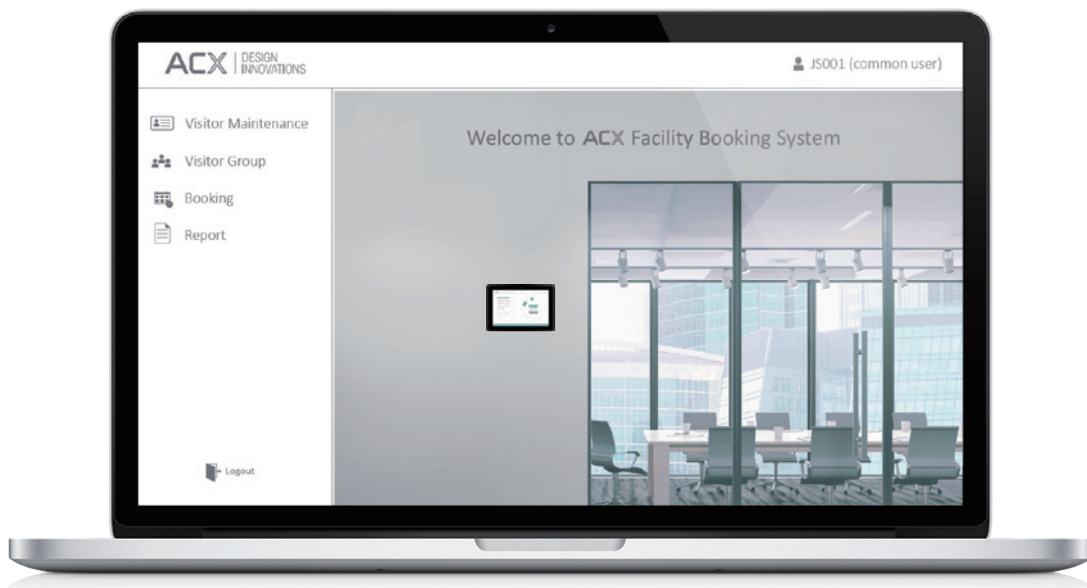 ACX
DESIGN
INNOVATIONS
JS001 (common user)
Visitor Maintenance
Visitor Group
Booking
Report
Logout
Welcome to ACX Facility Booking System